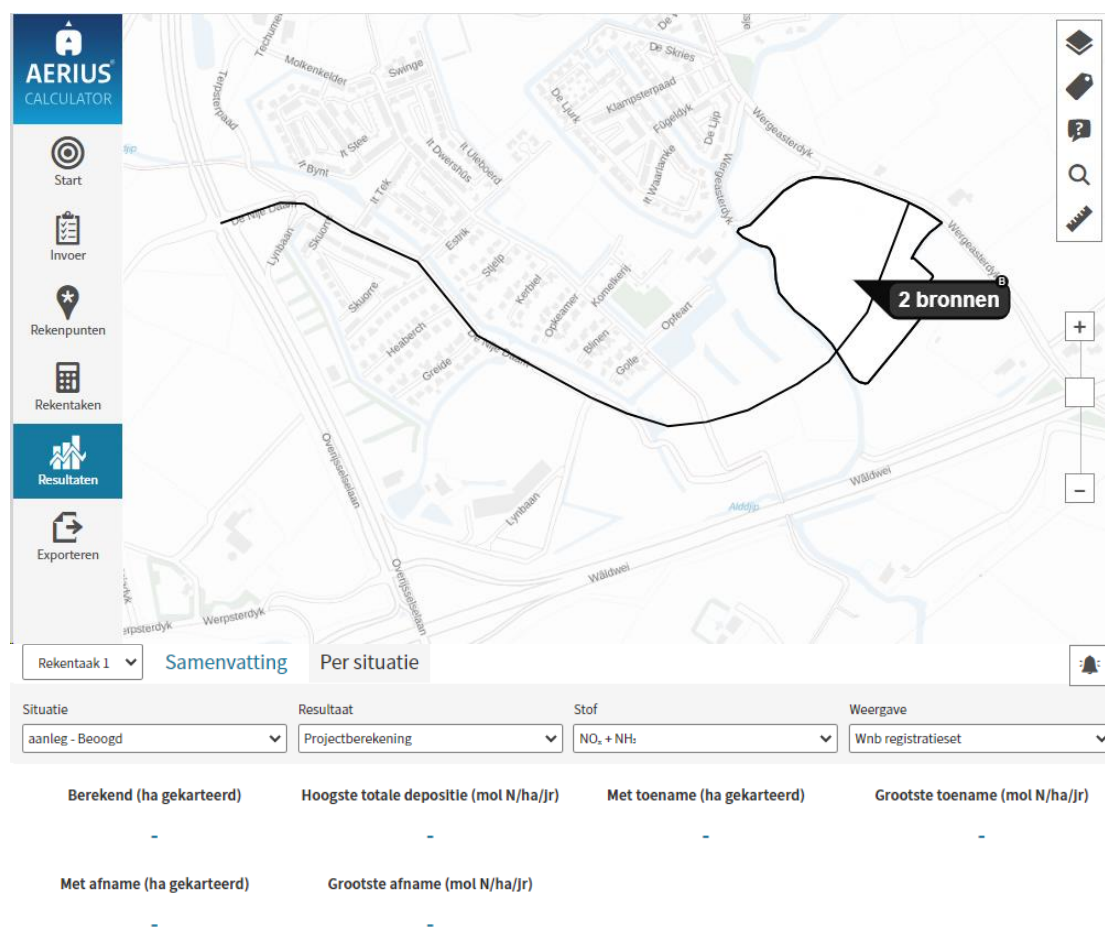 AERIUS
CALCULATOR
Start
Invoer
Rekenpunten
Rekentaken
Resultaten
Exporteren
Terpsterpaad
Molkenkelder
Swinge
It Stee
It Bynt
It Tek
It Dwershûs
It Uleboerd
De Skries
De Ljurk
Klampsterpaad
Fûgeldyk
De Ljip
It Waarlamke
Wergeasterdyk
Wergeasterdyk
Wergeasterdyk
De Nije Daam
Lynbaan
Skuorre
Skuorre
Estrik
Stjelp
Kerbiel
Opkeamer
Komelkerij
Opfeart
Blinen
Golle
Heaberch
Greide
De Nije Daam
Overijsselselaan
Lynbaan
Wâldwei
Alddjip
Wâldwei
Overijsselselaan
Werpsterdyk
2 bronnen
B
+
−
Rekentaak 1
Samenvatting
Per situatie
Situatie
Resultaat
Stof
Weergave
aanleg - Beoogd
Projectberekening
NOₓ + NH₃
Wnb registratieset
Berekend (ha gekarteerd)
Hoogste totale depositie (mol N/ha/jr)
Met toename (ha gekarteerd)
Grootste toename (mol N/ha/jr)
-
-
-
-
Met afname (ha gekarteerd)
Grootste afname (mol N/ha/jr)
-
-